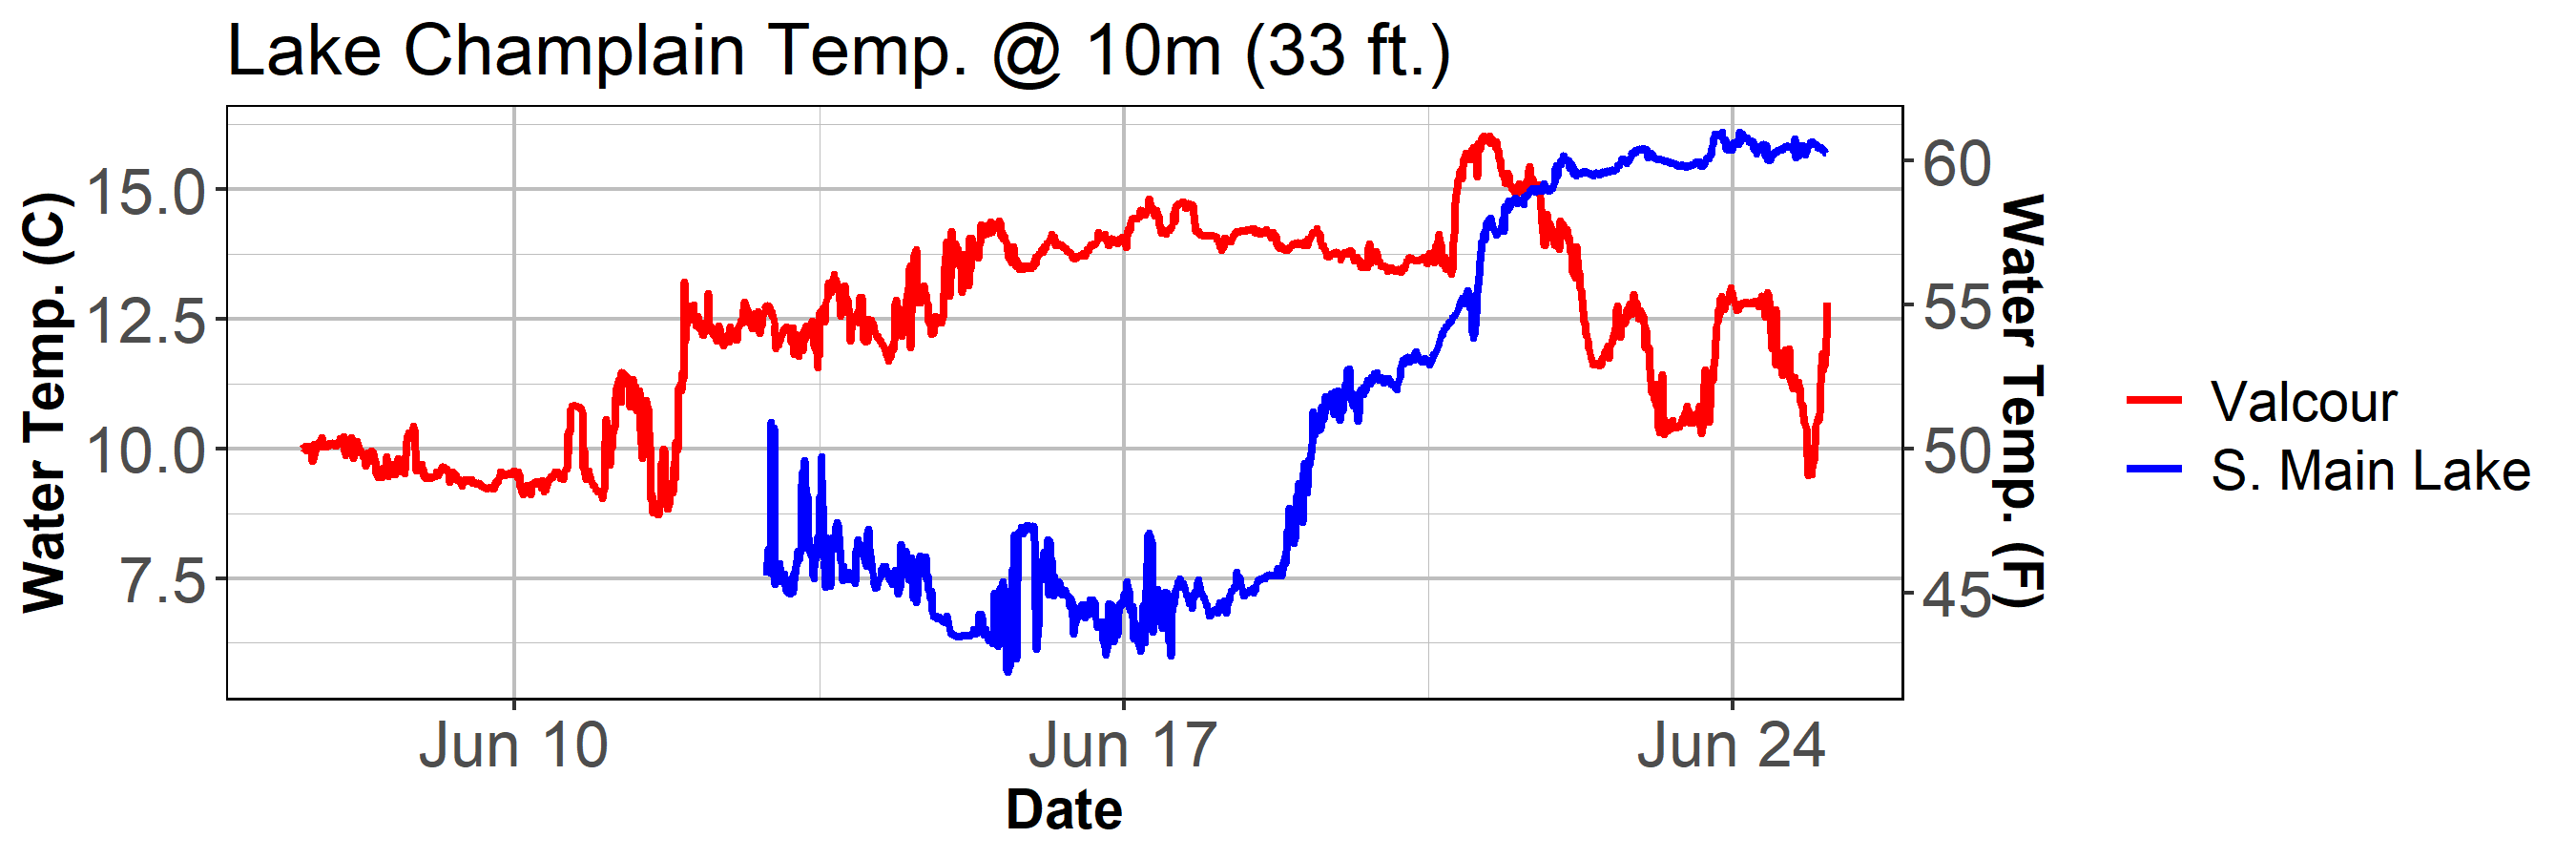 Lake Champlain Temp. @ 10m (33 ft.)
Water Temp. (C)
15.0
12.5
10.0
7.5
60
55
50
45
Water Temp. (F)
Jun 10
Jun 17
Jun 24
Date
Valcour
S. Main Lake